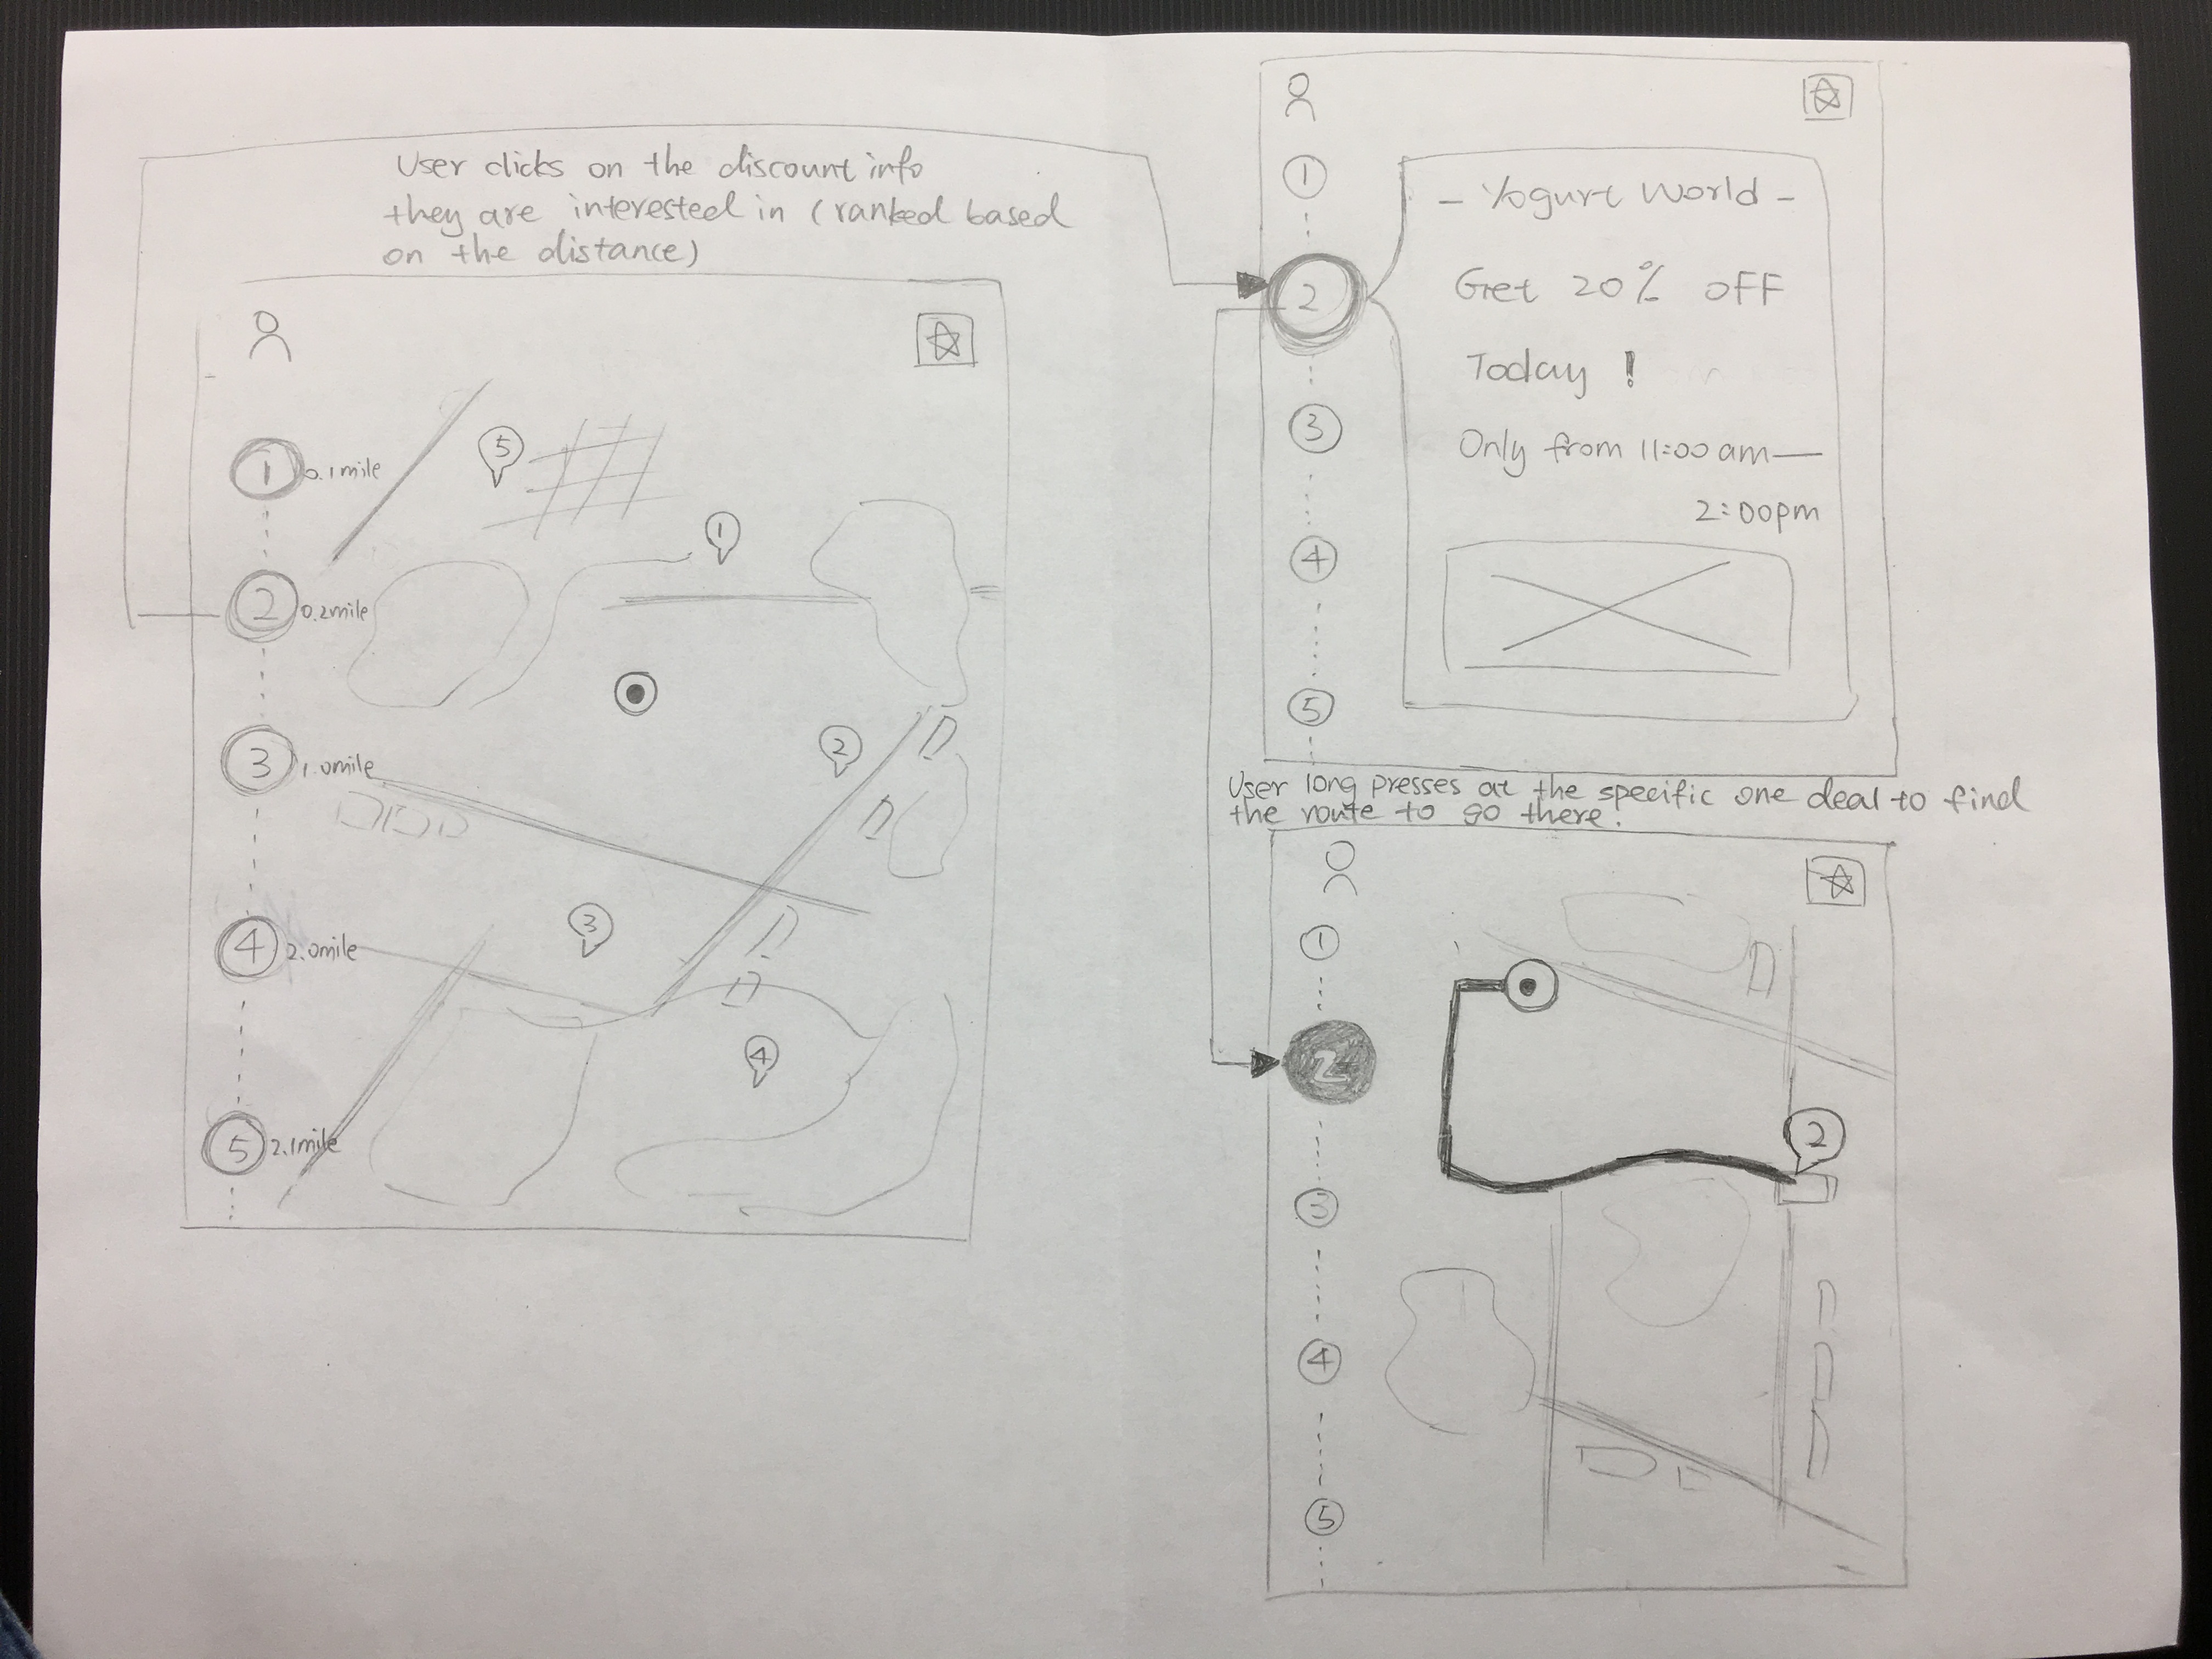 User clicks on the discount info
they are interesteed in (ranked based
on the distance)
1 0.1mile
2 0.2mile
3 1.0mile
4 2.0mile
5 2.1mile
5
1
2
3
4
1
2
3
4
5
- Yogurt World -
Get 20% off
Today !
Only from 11:00am—
2:00pm
User long presses at the specific one deal to find
the route to go there.
1
2
3
4
5
2